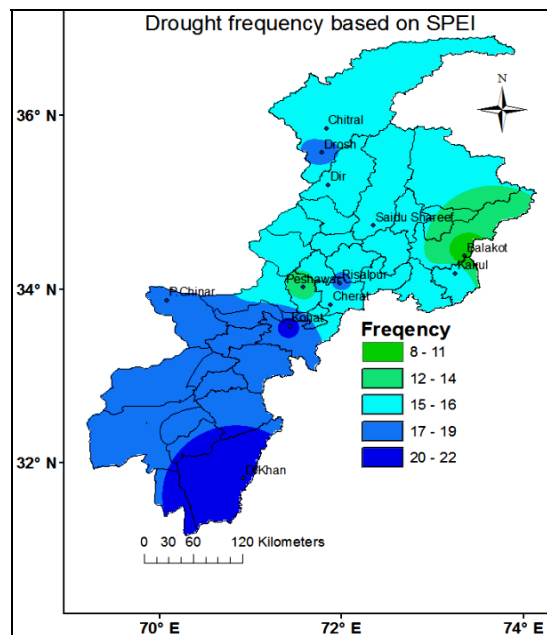 Drought frequency based on SPEI
N
36° N
Chitral
Drosh
Dir
Saidu Shareef
Balakot
Kakul
Peshawar
Risalpur
34° N
P.Chinar
Cherat
Kohat
Freqency
8 - 11
12 - 14
15 - 16
17 - 19
20 - 22
32° N
D.I.Khan
0 30 60 120 Kilometers
70° E
72° E
74° E